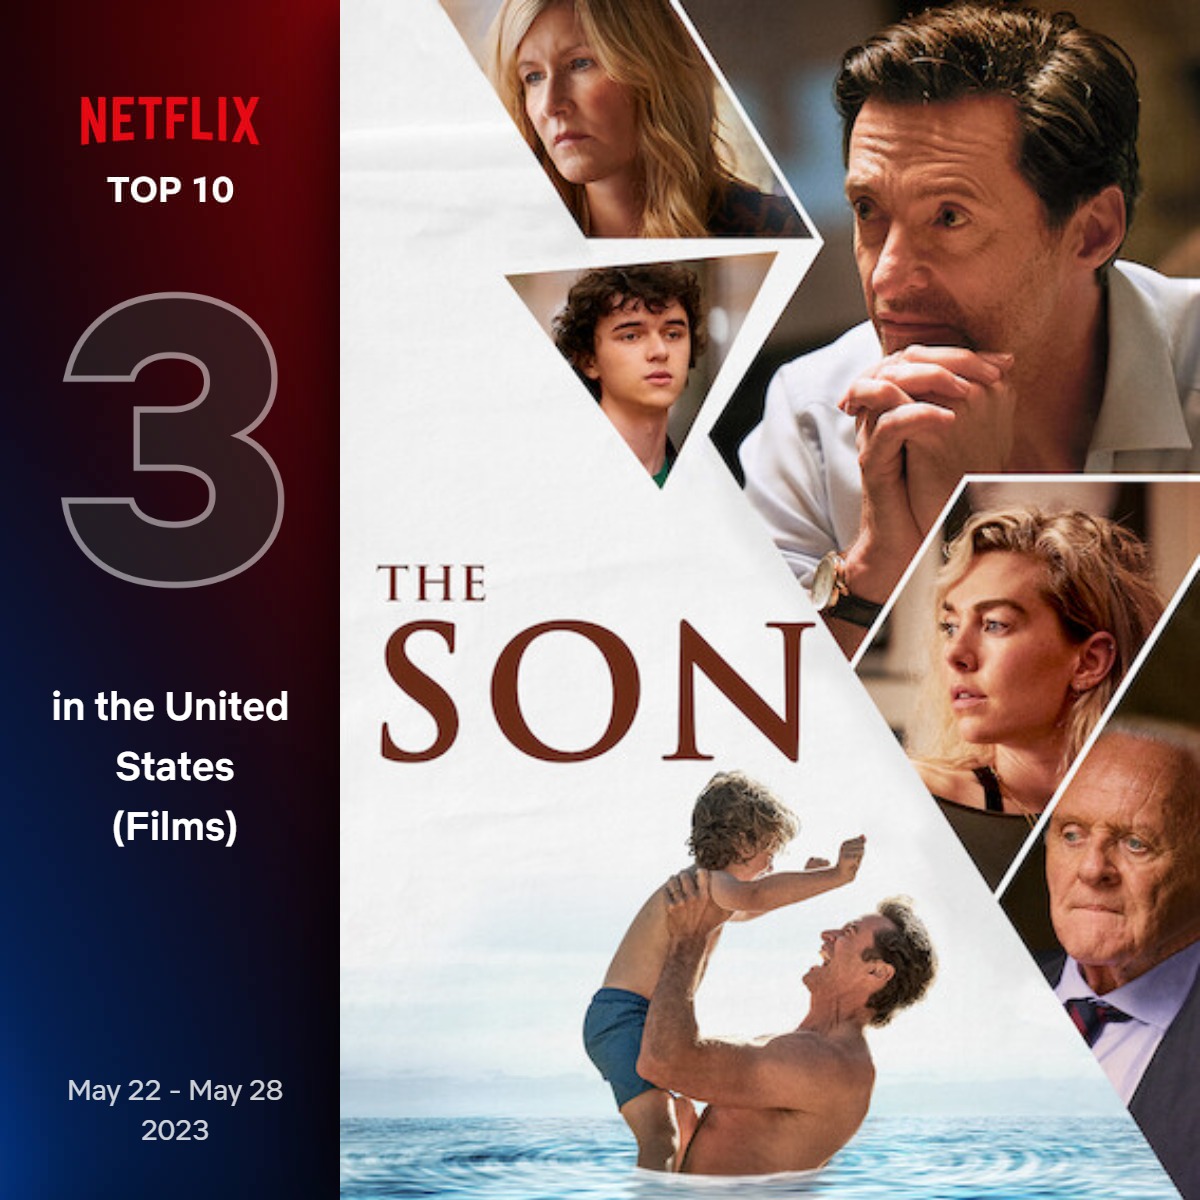 NETFLIX
TOP 10
3
in the United
States
(Films)
May 22 - May 28
2023
THE
SON